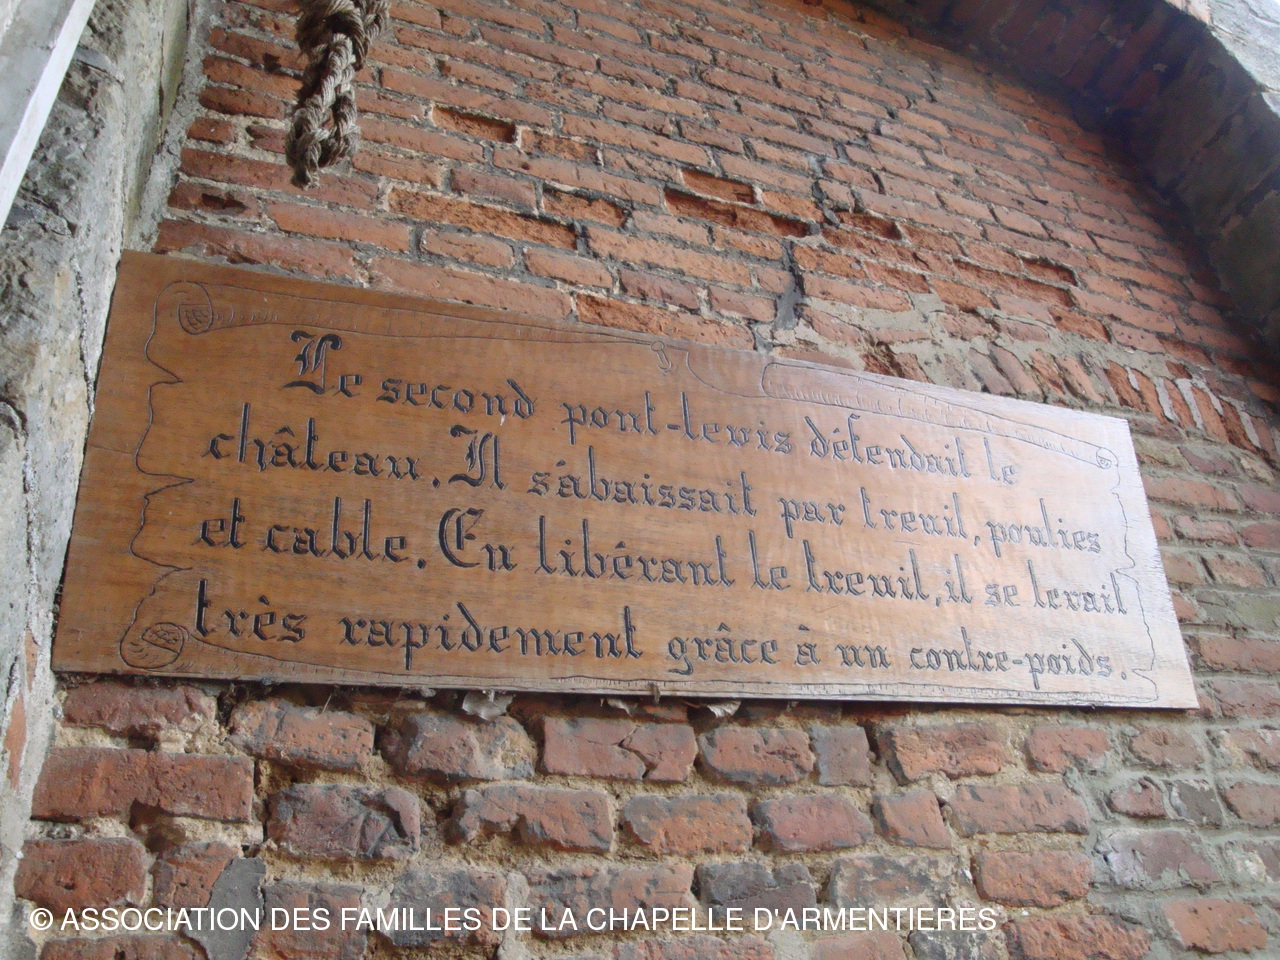 Le second pont-levis défendait le
château. Il s'abaissait par treuil, poulies
et cable. En libérant le treuil, il se levait
très rapidement grâce à un contre-poids.
© ASSOCIATION DES FAMILLES DE LA CHAPELLE D'ARMENTIERES